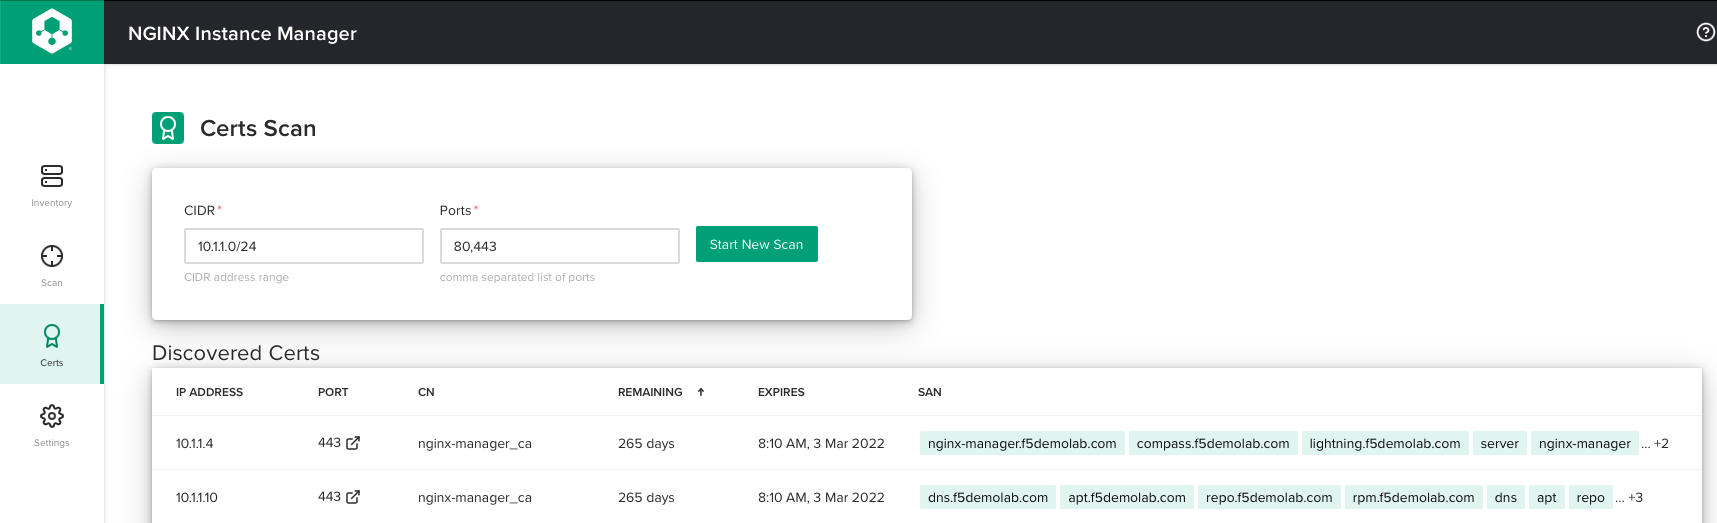 NGINX Instance Manager
Certs Scan
Inventory
Scan
Certs
Settings
CIDR* Ports*
10.1.1.0/24 80,443 Start New Scan
CIDR address range comma separated list of ports
Discovered Certs
IP ADDRESS PORT CN REMAINING ↑ EXPIRES SAN
10.1.1.4 443 nginx-manager_ca 265 days 8:10 AM, 3 Mar 2022 nginx-manager.f5demolab.com compass.f5demolab.com lightning.f5demolab.com server nginx-manager ... +2
10.1.1.10 443 nginx-manager_ca 265 days 8:10 AM, 3 Mar 2022 dns.f5demolab.com apt.f5demolab.com repo.f5demolab.com rpm.f5demolab.com dns apt repo ... +3